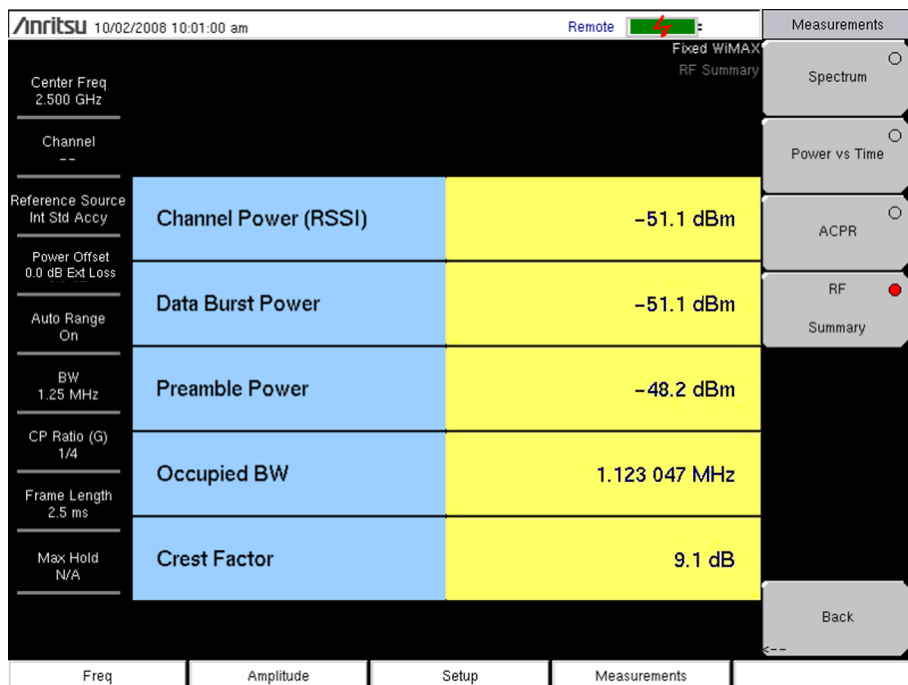 Anritsu 10/02/2008 10:01:00 am
Remote
Measurements
Fixed WiMAX
RF Summary
Center Freq
2.500 GHz
Channel
--
Reference Source
Int Std Accy
Power Offset
0.0 dB Ext Loss
Auto Range
On
BW
1.25 MHz
CP Ratio (G)
1/4
Frame Length
2.5 ms
Max Hold
N/A
Channel Power (RSSI) -51.1 dBm
Data Burst Power -51.1 dBm
Preamble Power -48.2 dBm
Occupied BW 1.123 047 MHz
Crest Factor 9.1 dB
Spectrum
Power vs Time
ACPR
RF
Summary
Back
<--
Freq Amplitude Setup Measurements